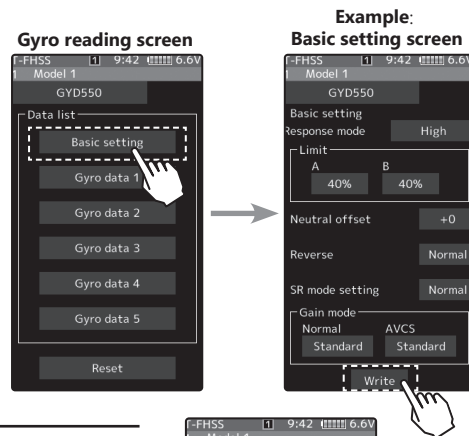 Gyro reading screen
T-FHSS 1 9:42 6.6V
1 Model 1
GYD550
Data list
Basic setting
Gyro data 1
Gyro data 2
Gyro data 3
Gyro data 4
Gyro data 5
Reset
Example:
Basic setting screen
T-FHSS 1 9:42 6.6V
1 Model 1
GYD550
Basic setting
Response mode High
Limit
A B
40% 40%
Neutral offset +0
Reverse Normal
SR mode setting Normal
Gain mode
Normal AVCS
Standard Standard
Write
T-FHSS 1 9:42 6.6V